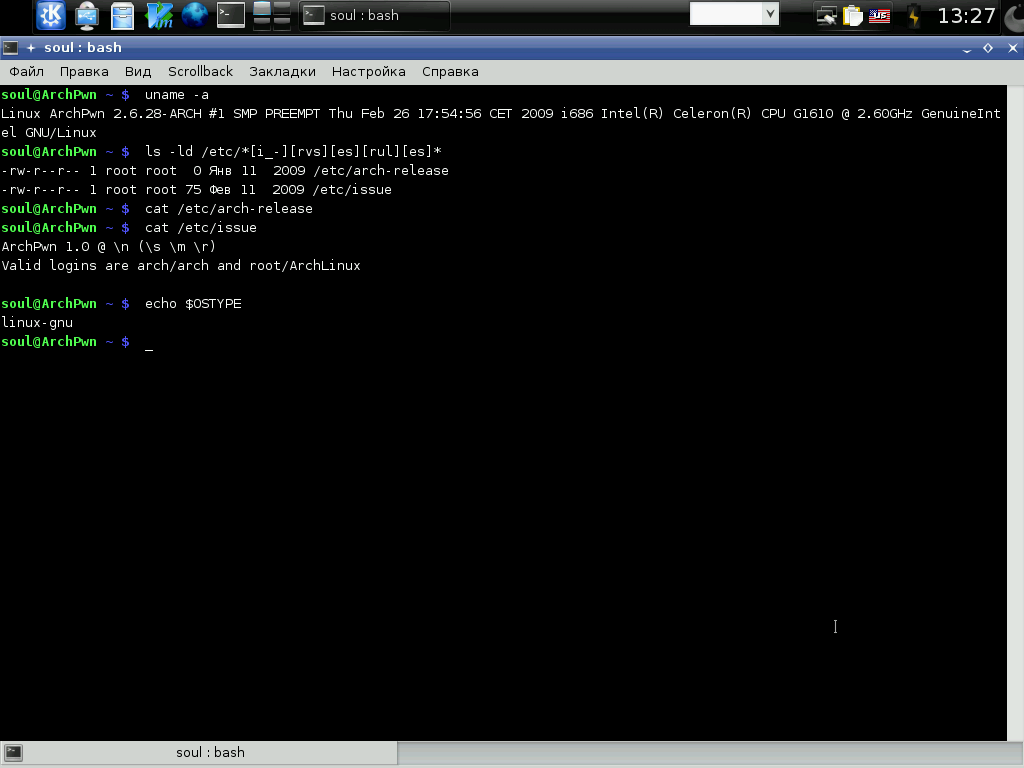 soul : bash
13:27
soul : bash
Файл Правка Вид Scrollback Закладки Настройка Справка
soul@ArchPwn ~ $  uname -a
Linux ArchPwn 2.6.28-ARCH #1 SMP PREEMPT Thu Feb 26 17:54:56 CET 2009 i686 Intel(R) Celeron(R) CPU G1610 @ 2.60GHz GenuineInt
el GNU/Linux
soul@ArchPwn ~ $  ls -ld /etc/*[i_-][rvs][es][rul][es]*
-rw-r--r-- 1 root root  0 Янв 11  2009 /etc/arch-release
-rw-r--r-- 1 root root 75 Фев 11  2009 /etc/issue
soul@ArchPwn ~ $  cat /etc/arch-release
soul@ArchPwn ~ $  cat /etc/issue
ArchPwn 1.0 @ \n (\s \m \r)
Valid logins are arch/arch and root/ArchLinux
soul@ArchPwn ~ $  echo $OSTYPE
linux-gnu
soul@ArchPwn ~ $  _
soul : bash